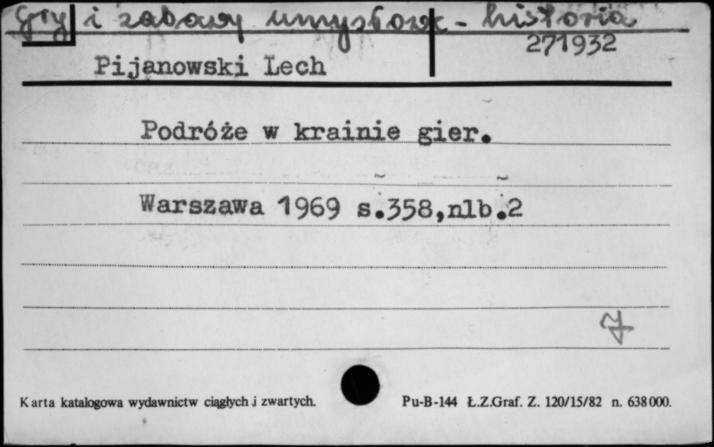 Gry i zabawy umysłowe - historia
271932
Pijanowski Lech
Podróże w krainie gier.
Warszawa 1969 s.358,nlb.2
Karta katalogowa wydawnictw ciągłych i zwartych. Pu-B-144 Ł.Z.Graf. Z. 120/15/82 n. 638000.